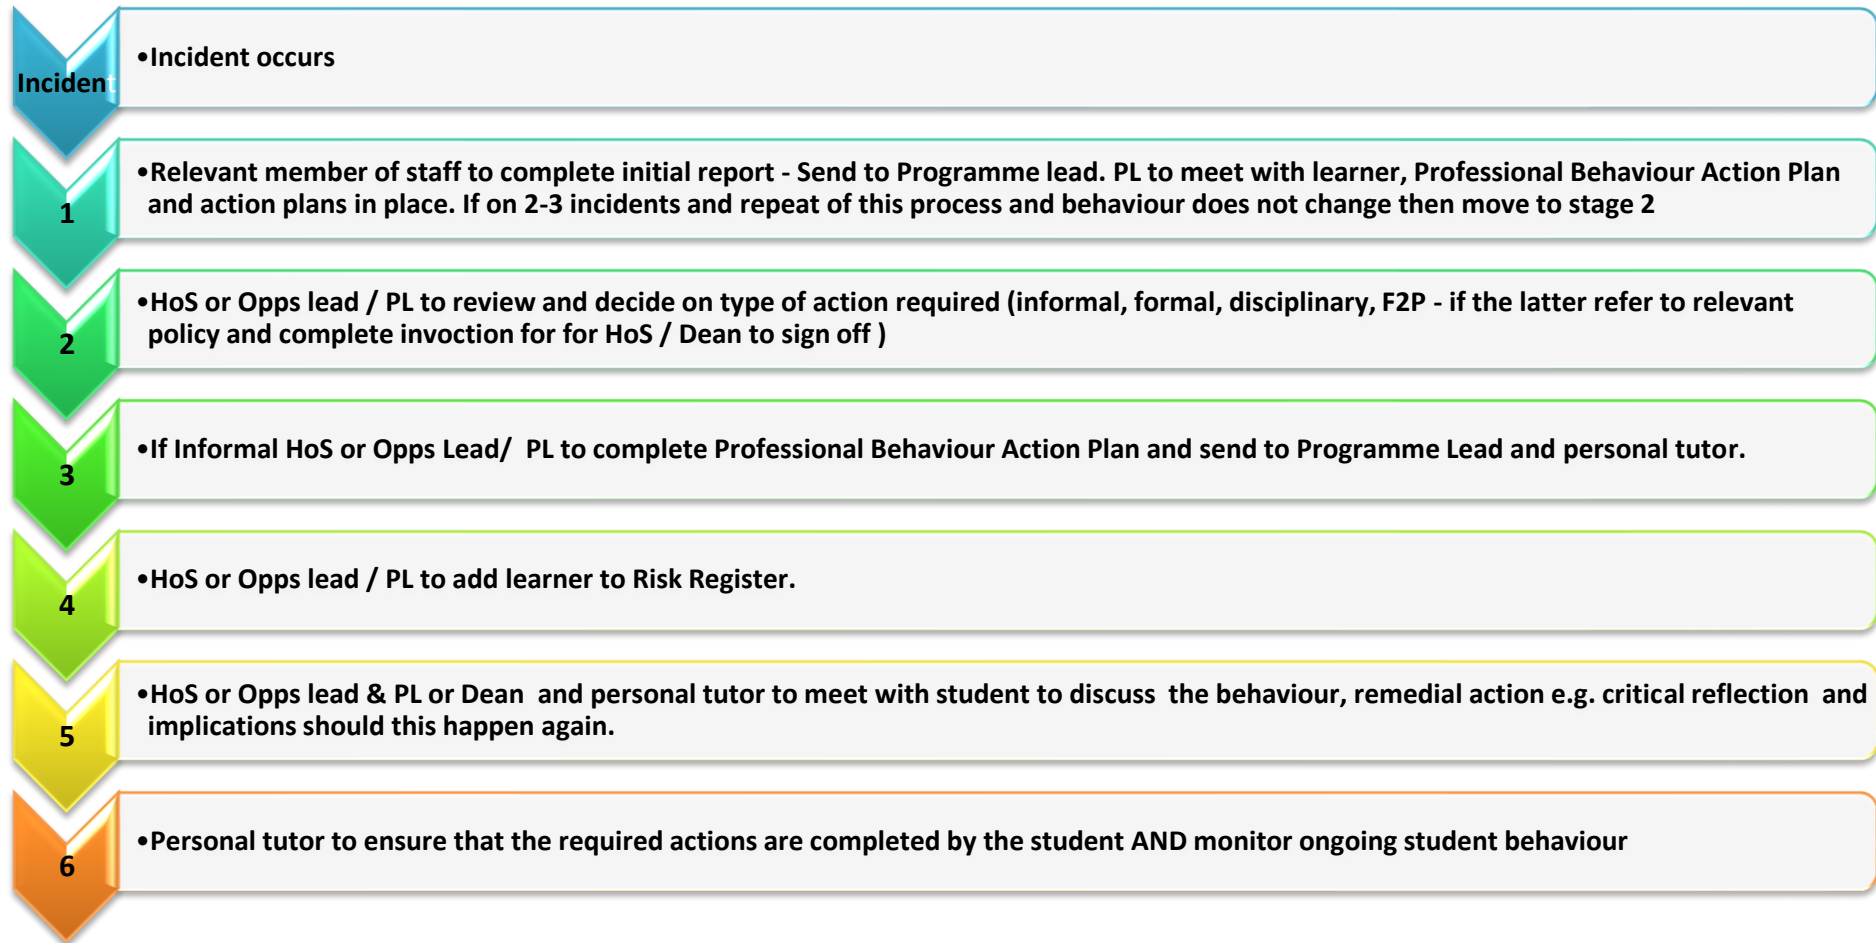 Incident
•Incident occurs
1
•Relevant member of staff to complete initial report - Send to Programme lead. PL to meet with learner, Professional Behaviour Action Plan
and action plans in place. If on 2-3 incidents and repeat of this process and behaviour does not change then move to stage 2
2
•HoS or Opps lead / PL to review and decide on type of action required (informal, formal, disciplinary, F2P - if the latter refer to relevant
policy and complete invoction for for HoS / Dean to sign off )
3
•If Informal HoS or Opps Lead/  PL to complete Professional Behaviour Action Plan and send to Programme Lead and personal tutor.
4
•HoS or Opps lead / PL to add learner to Risk Register.
5
•HoS or Opps lead & PL or Dean  and personal tutor to meet with student to discuss  the behaviour, remedial action e.g. critical reflection  and
implications should this happen again.
6
•Personal tutor to ensure that the required actions are completed by the student AND monitor ongoing student behaviour